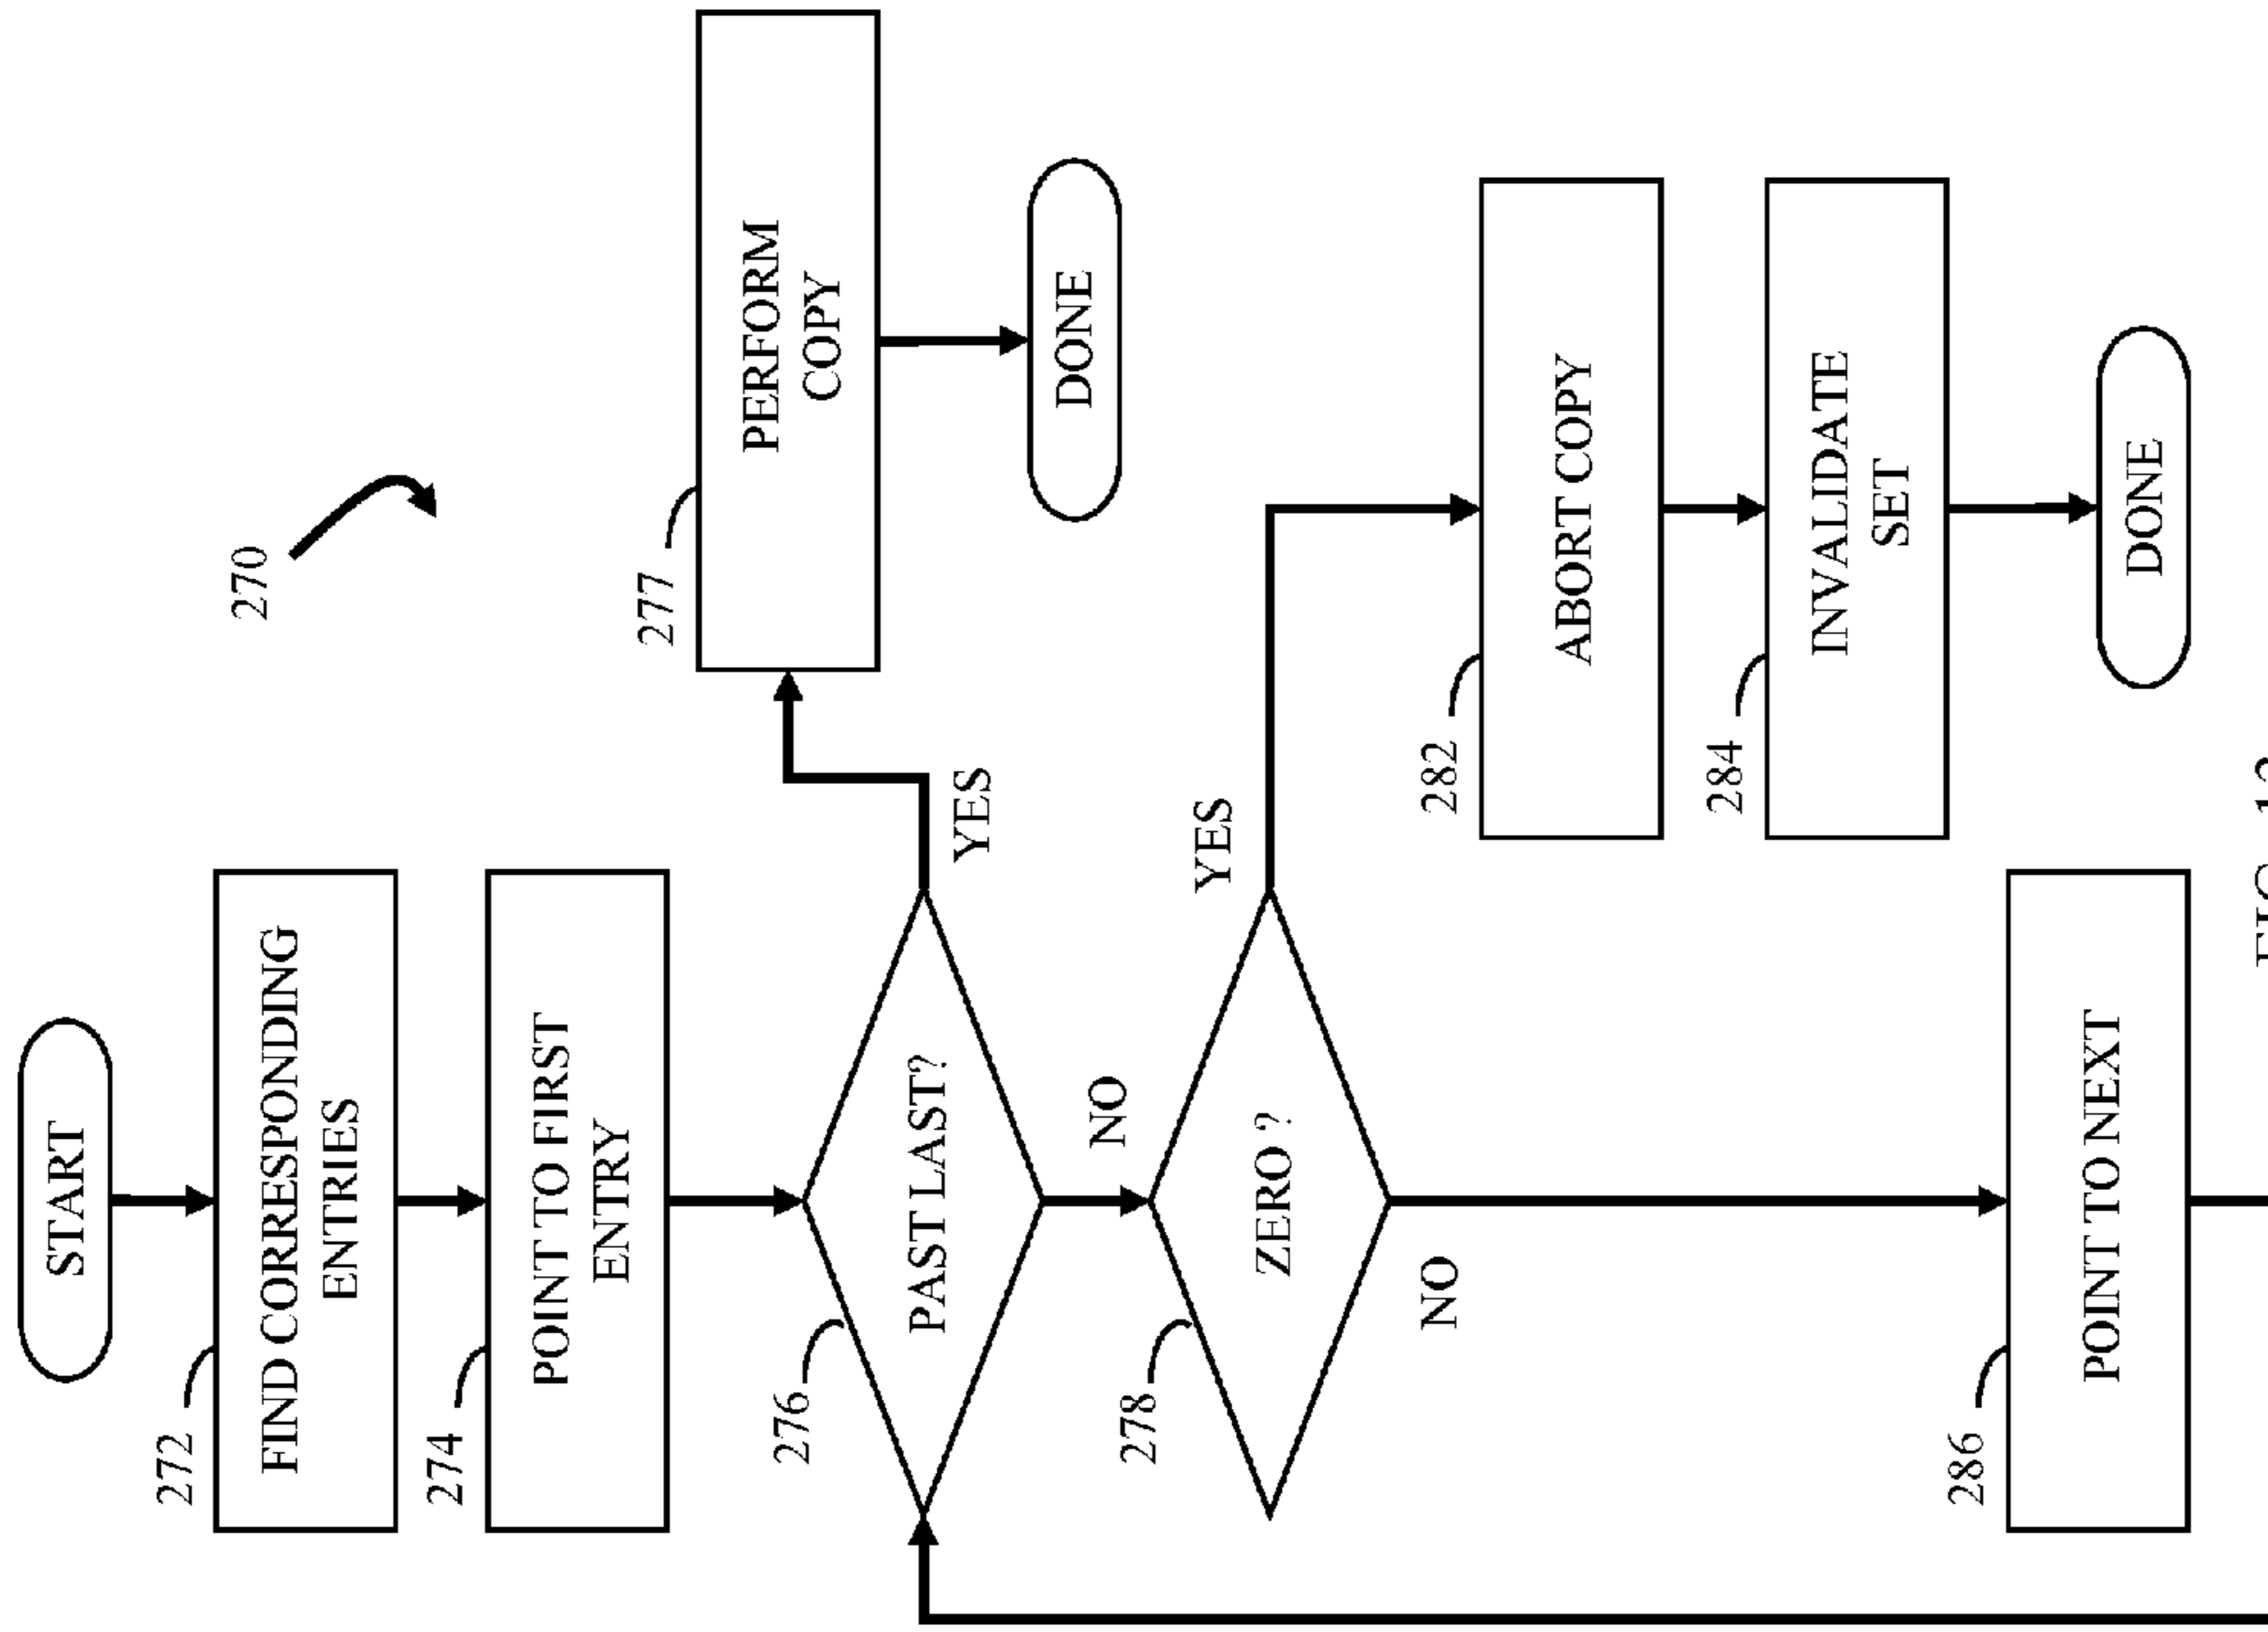 START
270
272
FIND CORRESPONDING
ENTRIES
274
POINT TO FIRST
ENTRY
276
PAST LAST?
YES
277
PERFORM
COPY
DONE
NO
278
ZERO ?
YES
282
ABORT COPY
284
INVALIDATE
SET
DONE
NO
286
POINT TO NEXT